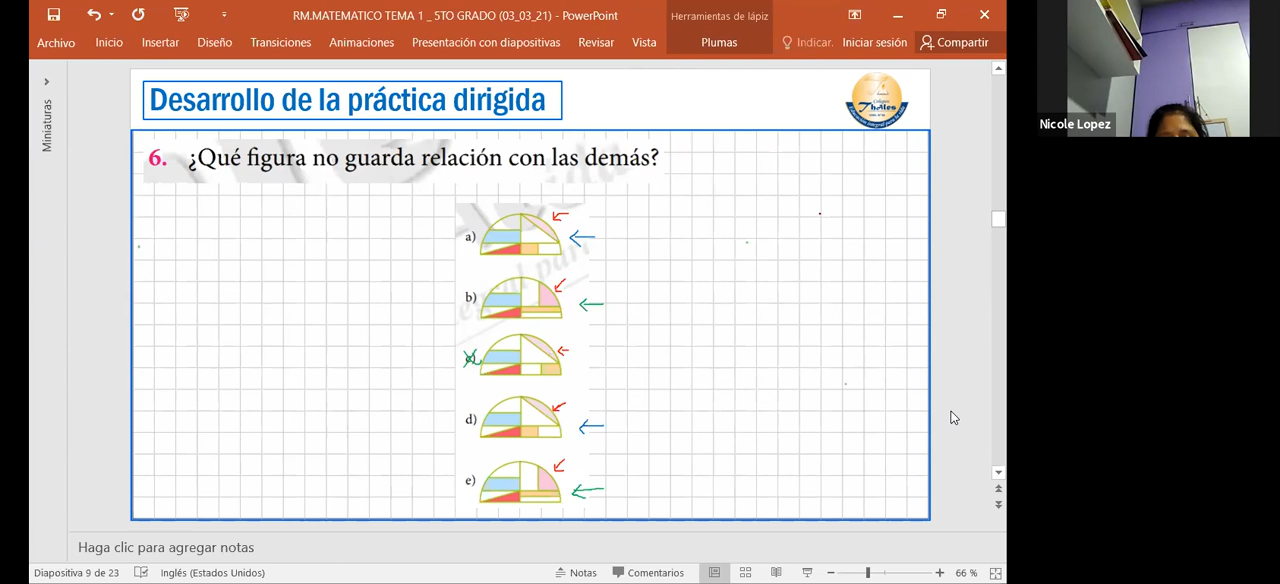 RM.MATEMATICO TEMA 1 _ 5TO GRADO (03_03_21) - PowerPoint
Herramientas de lápiz
Archivo Inicio Insertar Diseño Transiciones Animaciones Presentación con diapositivas Revisar Vista Plumas Indicar. Iniciar sesión Compartir
Miniaturas
Desarrollo de la práctica dirigida
Colegio
Thales
Nicole Lopez
6. ¿Qué figura no guarda relación con las demás?
a)
b)
d)
e)
Haga clic para agregar notas
Diapositiva 9 de 23 Inglés (Estados Unidos) Notas Comentarios 66 %